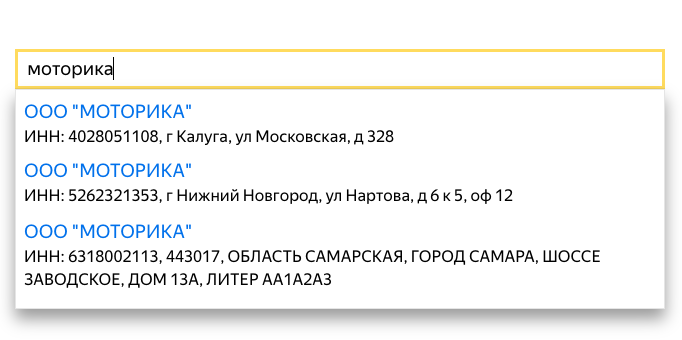 моторика
ООО "МОТОРИКА"
ИНН: 4028051108, г Калуга, ул Московская, д 328
ООО "МОТОРИКА"
ИНН: 5262321353, г Нижний Новгород, ул Нартова, д 6 к 5, оф 12
ООО "МОТОРИКА"
ИНН: 6318002113, 443017, ОБЛАСТЬ САМАРСКАЯ, ГОРОД САМАРА, ШОССЕ
ЗАВОДСКОЕ, ДОМ 13А, ЛИТЕР АА1А2А3